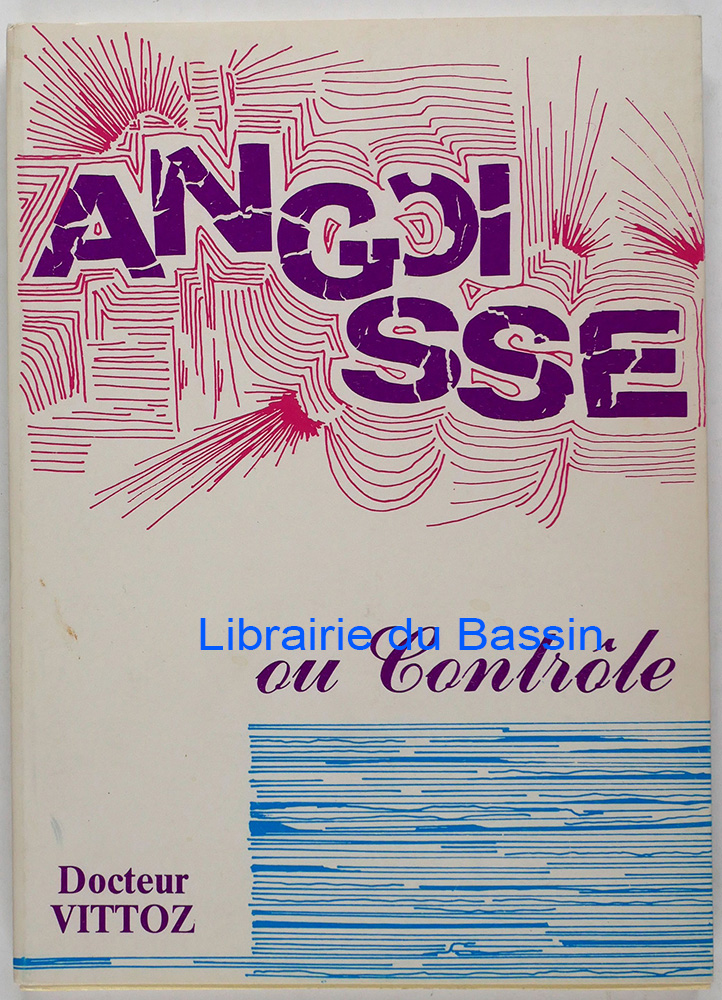 ANGOI
SSE
Librairie du Bassin
ou Contrôle
Docteur
VITTOZ